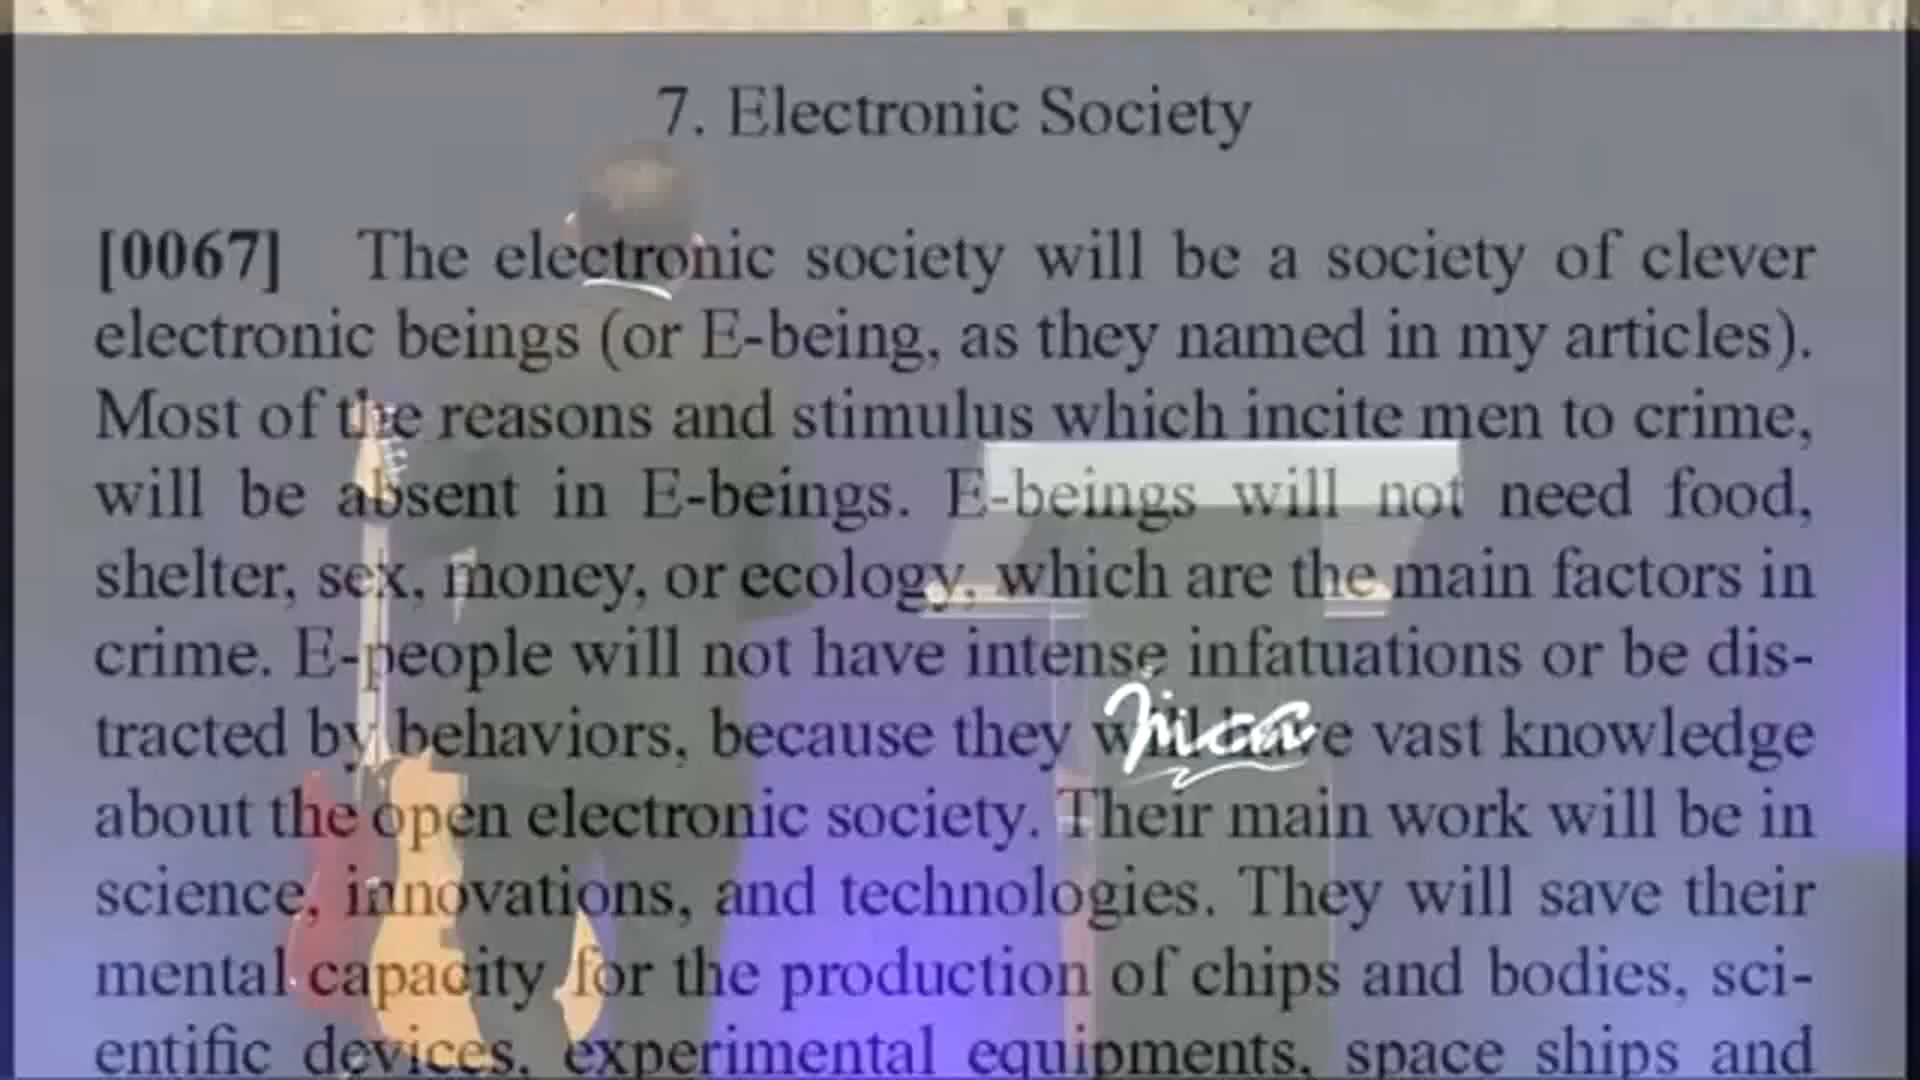 7. Electronic Society
[0067] The electronic society will be a society of clever
electronic beings (or E-being, as they named in my articles).
Most of the reasons and stimulus which incite men to crime,
will be absent in E-beings. E-beings will not need food,
shelter, sex, money, or ecology, which are the main factors in
crime. E-people will not have intense infatuations or be dis-
tracted by behaviors, because they will have vast knowledge
about the open electronic society. Their main work will be in
science, innovations, and technologies. They will save their
mental capacity for the production of chips and bodies, sci-
entific devices, experimental equipments, space ships and